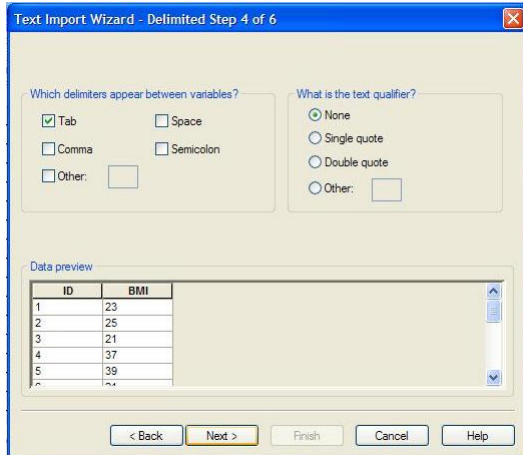 Text Import Wizard - Delimited Step 4 of 6
Which delimiters appear between variables?
Tab
Space
Comma
Semicolon
Other:
What is the text qualifier?
None
Single quote
Double quote
Other:
Data preview
ID BMI
1 23
2 25
3 21
4 37
5 39
< Back Next > Finish Cancel Help